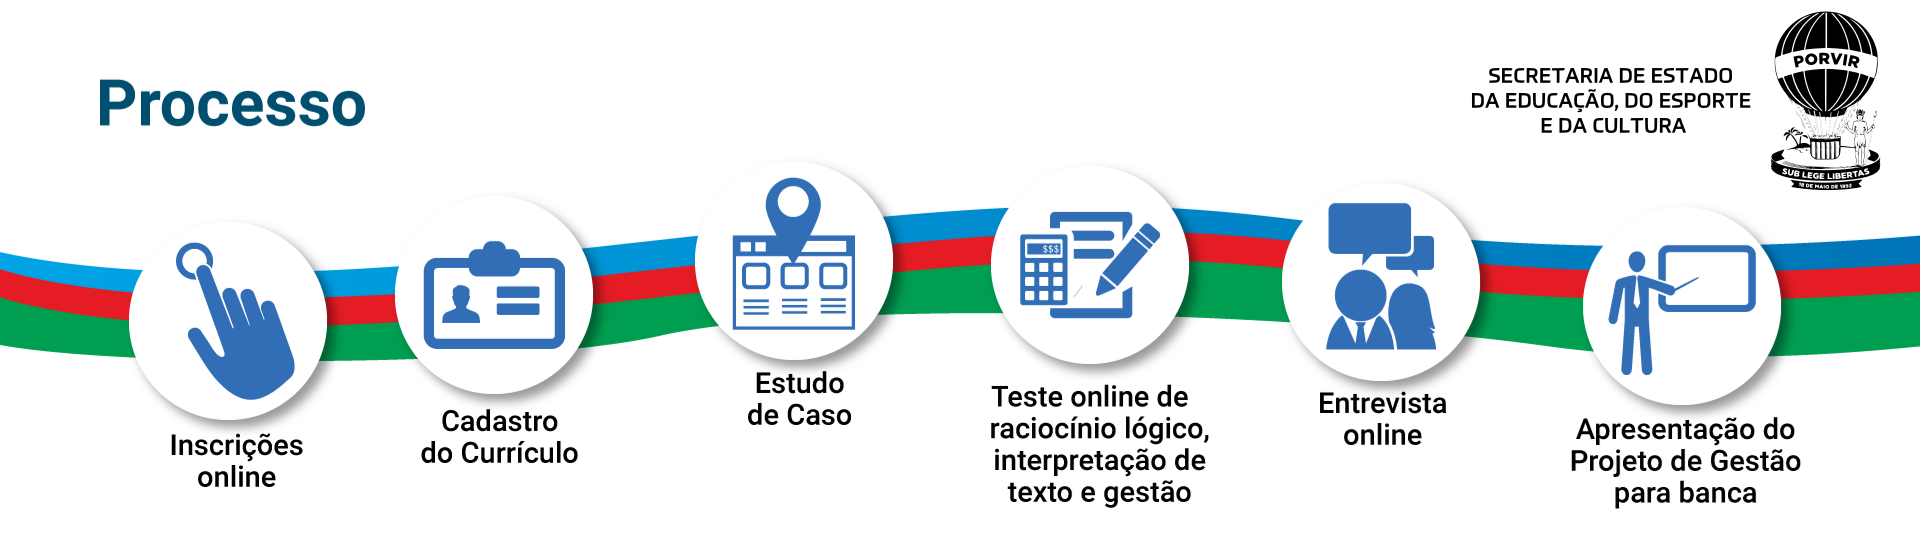 Processo
SECRETARIA DE ESTADO
DA EDUCAÇÃO, DO ESPORTE
E DA CULTURA
PORVIR
SUB LEGE LIBERTAS
18 DE MAIO DE 1892
$$$
Inscrições
online
Cadastro
do Currículo
Estudo
de Caso
Teste online de
raciocínio lógico,
interpretação de
texto e gestão
Entrevista
online
Apresentação do
Projeto de Gestão
para banca